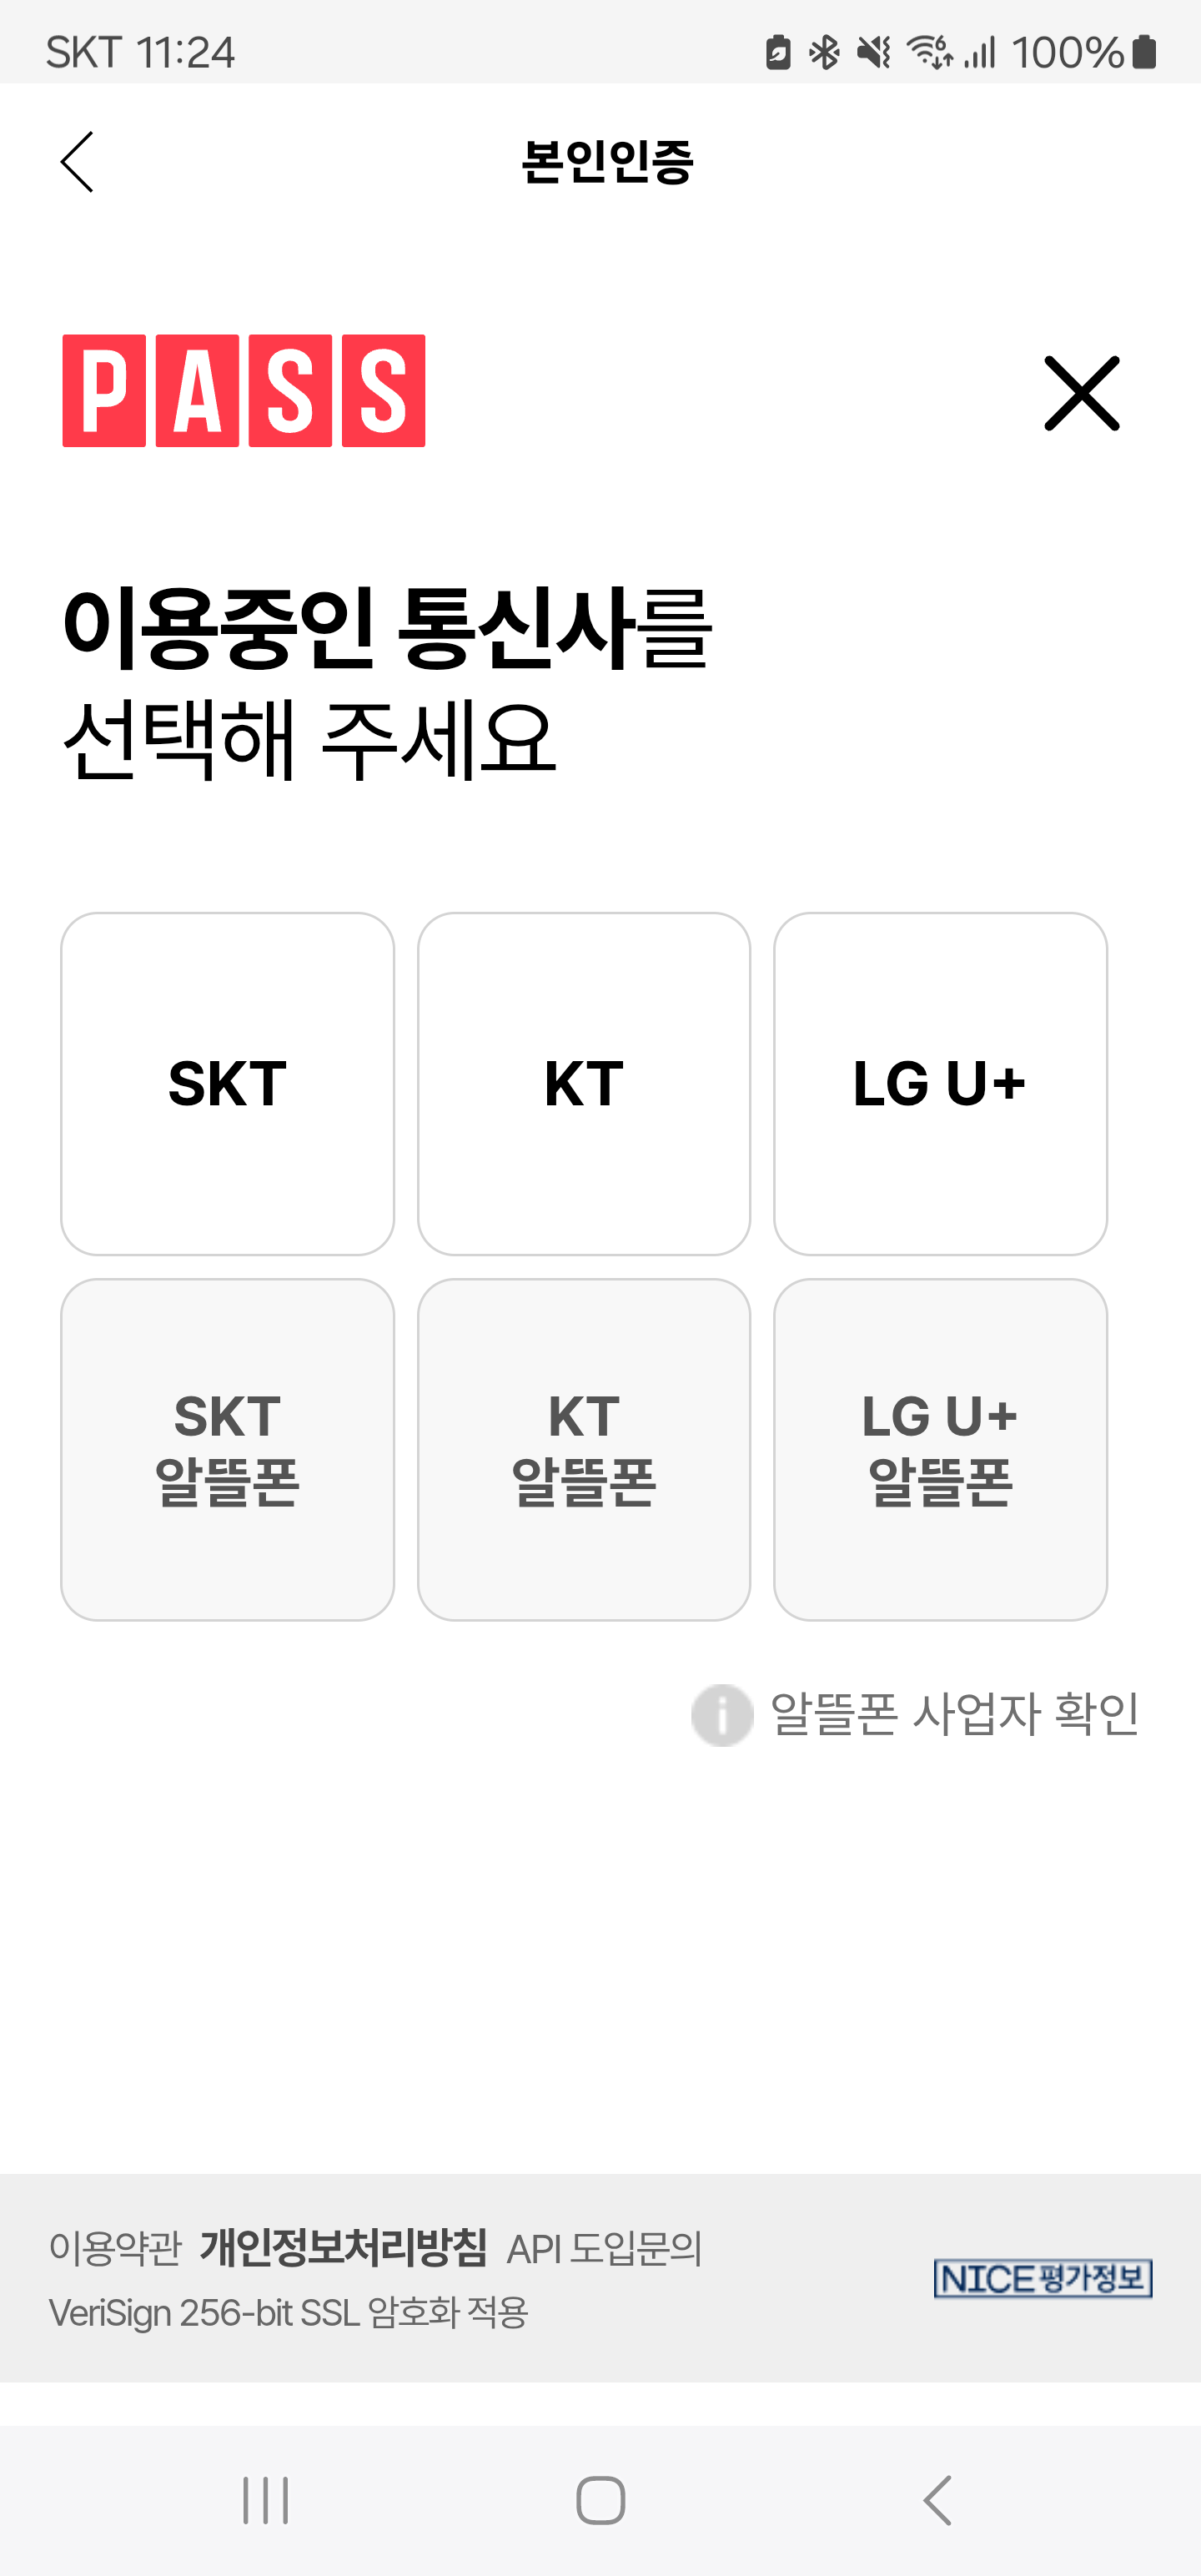 SKT 11:24 100%
본인인증
PASS
이용중인 통신사를
선택해 주세요
SKT KT LG U+
SKT KT LG U+
알뜰폰 알뜰폰 알뜰폰
알뜰폰 사업자 확인
이용약관 개인정보처리방침 API 도입문의
VeriSign 256-bit SSL 암호화 적용
NICE평가정보